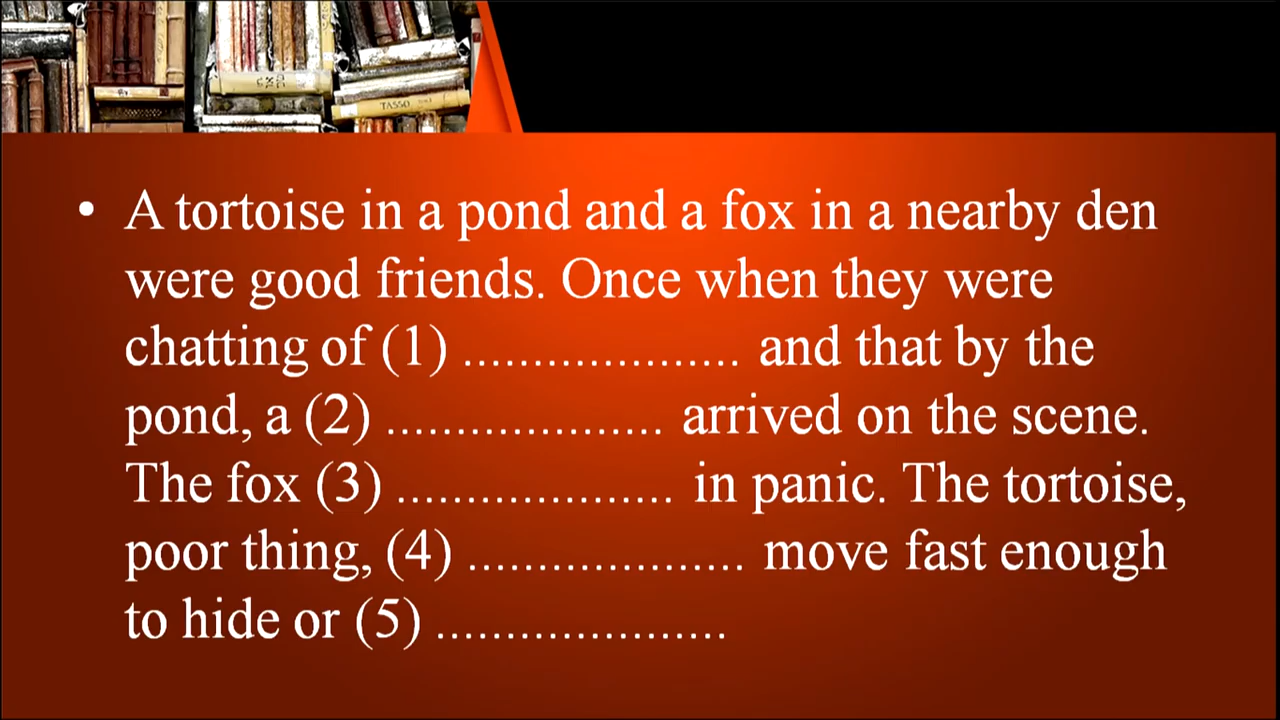 TASSO
• A tortoise in a pond and a fox in a nearby den
were good friends. Once when they were
chatting of (1) .................... and that by the
pond, a (2) .................... arrived on the scene.
The fox (3) .................... in panic. The tortoise,
poor thing, (4) .................... move fast enough
to hide or (5) .....................